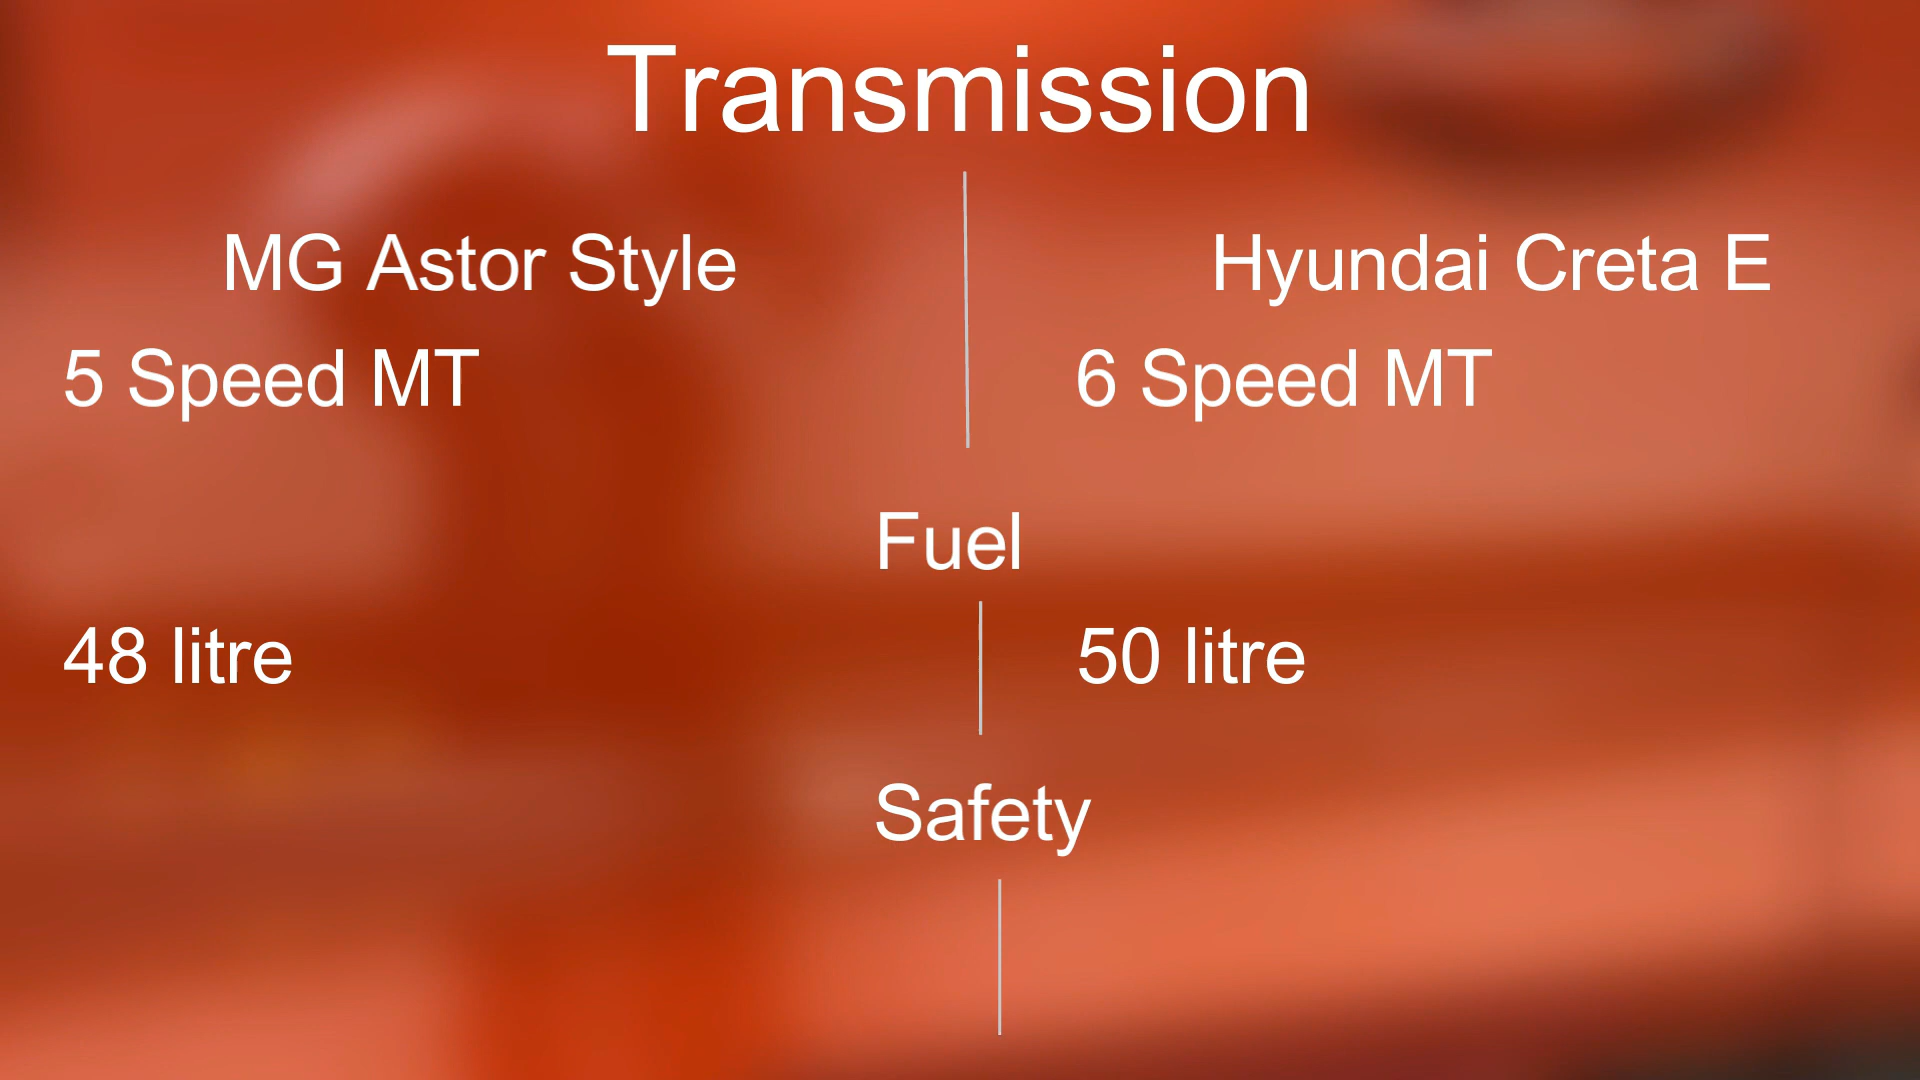 Transmission
MG Astor Style
Hyundai Creta E
5 Speed MT
6 Speed MT
Fuel
48 litre
50 litre
Safety